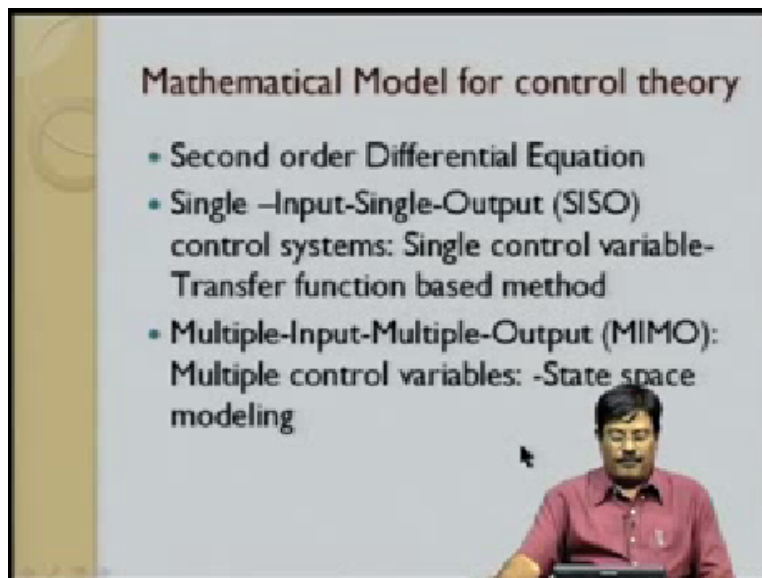 Mathematical Model for control theory
• Second order Differential Equation
• Single –Input-Single-Output (SISO)
control systems: Single control variable-
Transfer function based method
• Multiple-Input-Multiple-Output (MIMO):
Multiple control variables: -State space
modeling